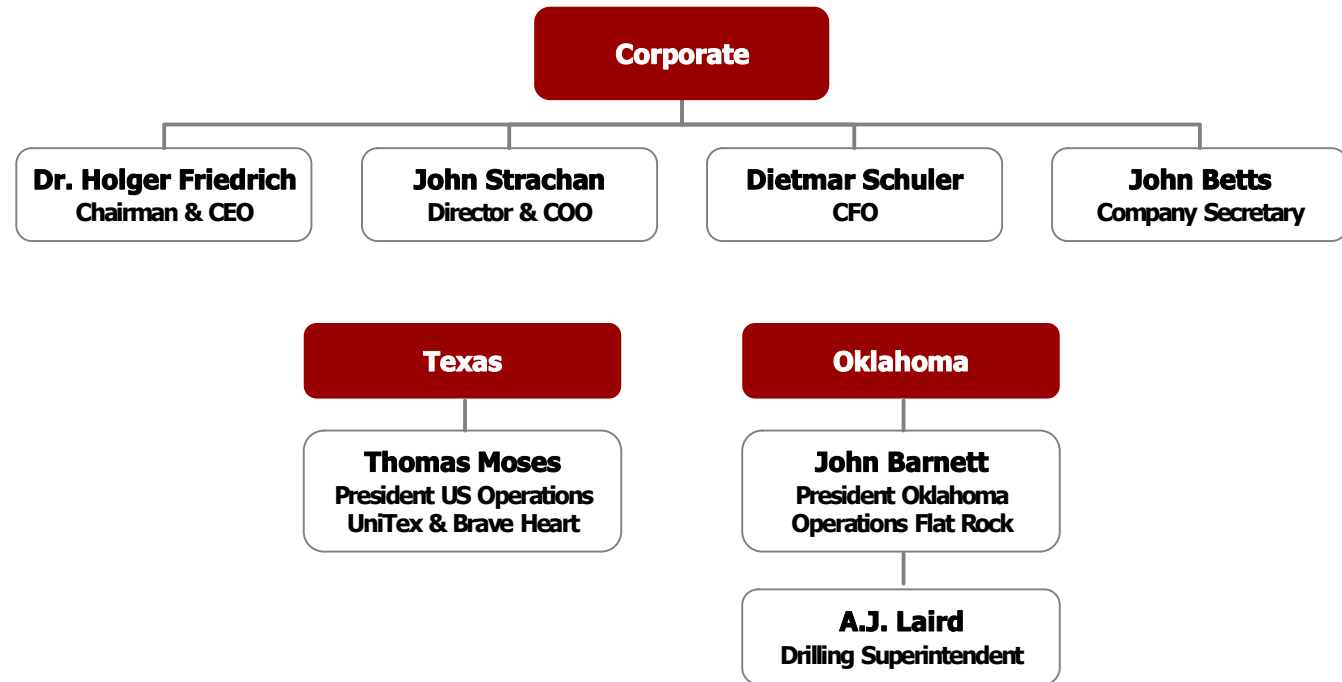 Corporate
Dr. Holger Friedrich
Chairman & CEO
John Strachan
Director & COO
Dietmar Schuler
CFO
John Betts
Company Secretary
Texas
Thomas Moses
President US Operations
UniTex & Brave Heart
Oklahoma
John Barnett
President Oklahoma
Operations Flat Rock
A.J. Laird
Drilling Superintendent